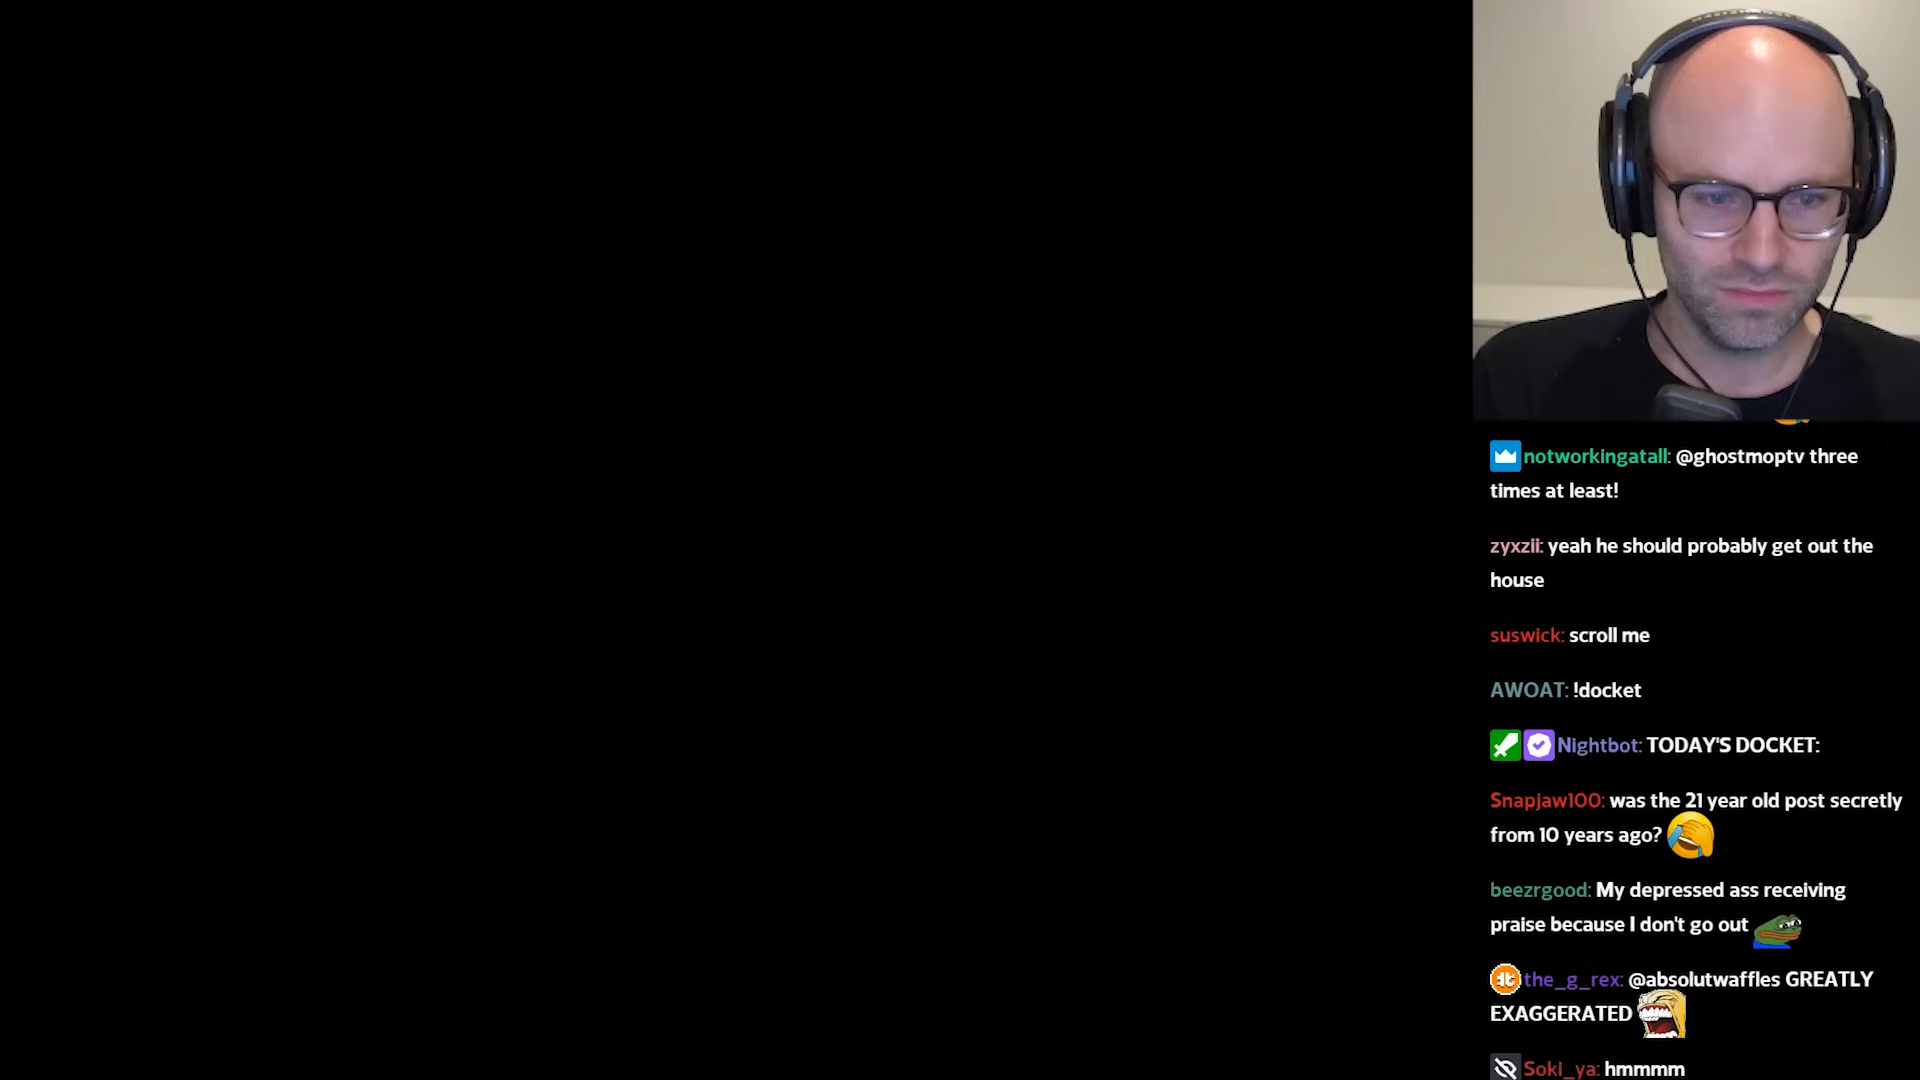 notworkingatall: @ghostmoptv three
times at least!
zyxzii: yeah he should probably get out the
house
suswick: scroll me
AWOAT: !docket
Nightbot: TODAY'S DOCKET:
Snapjaw100: was the 21 year old post secretly
from 10 years ago?
beezrgood: My depressed ass receiving
praise because I don't go out
the_g_rex: @absolutwaffles GREATLY
EXAGGERATED
Soki_ya: hmmmm